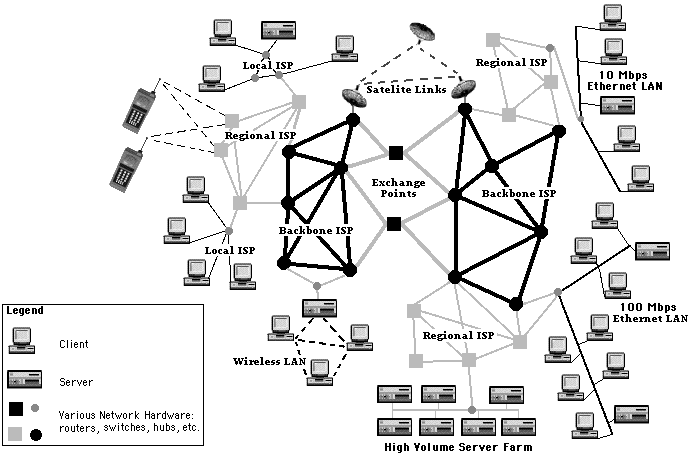 Local ISP
Satelite Links
Regional ISP
10 Mbps
Ethernet LAN
Regional ISP
Exchange
Points
Backbone ISP
Backbone ISP
Local ISP
100 Mbps
Ethernet LAN
Regional ISP
Wireless LAN
High Volume Server Farm
Legend
Client
Server
Various Network Hardware:
routers, switches, hubs, etc.